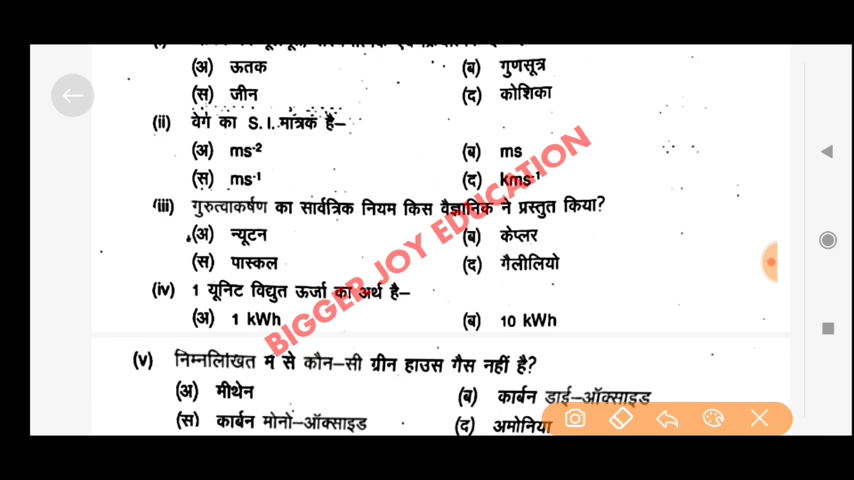 (अ) ऊतक (ब) गुणसूत्र
(स) जीन (द) कोशिका
(ii) वेग का S.I. मात्रक है–
(अ) ms⁻² (ब) ms
(स) ms⁻¹ (द) kms⁻¹
(iii) गुरुत्वाकर्षण का सार्वत्रिक नियम किस वैज्ञानिक ने प्रस्तुत किया?
(अ) न्यूटन (ब) केप्लर
(स) पास्कल (द) गैलीलियो
(iv) 1 यूनिट विद्युत ऊर्जा का अर्थ है–
(अ) 1 kWh (ब) 10 kWh
BIGGER JOY EDUCATION
(v) निम्नलिखित में से कौन–सी ग्रीन हाउस गैस नहीं है?
(अ) मीथेन (ब) कार्बन डाई–ऑक्साइड
(स) कार्बन मोनो–ऑक्साइड (द) अमोनिया